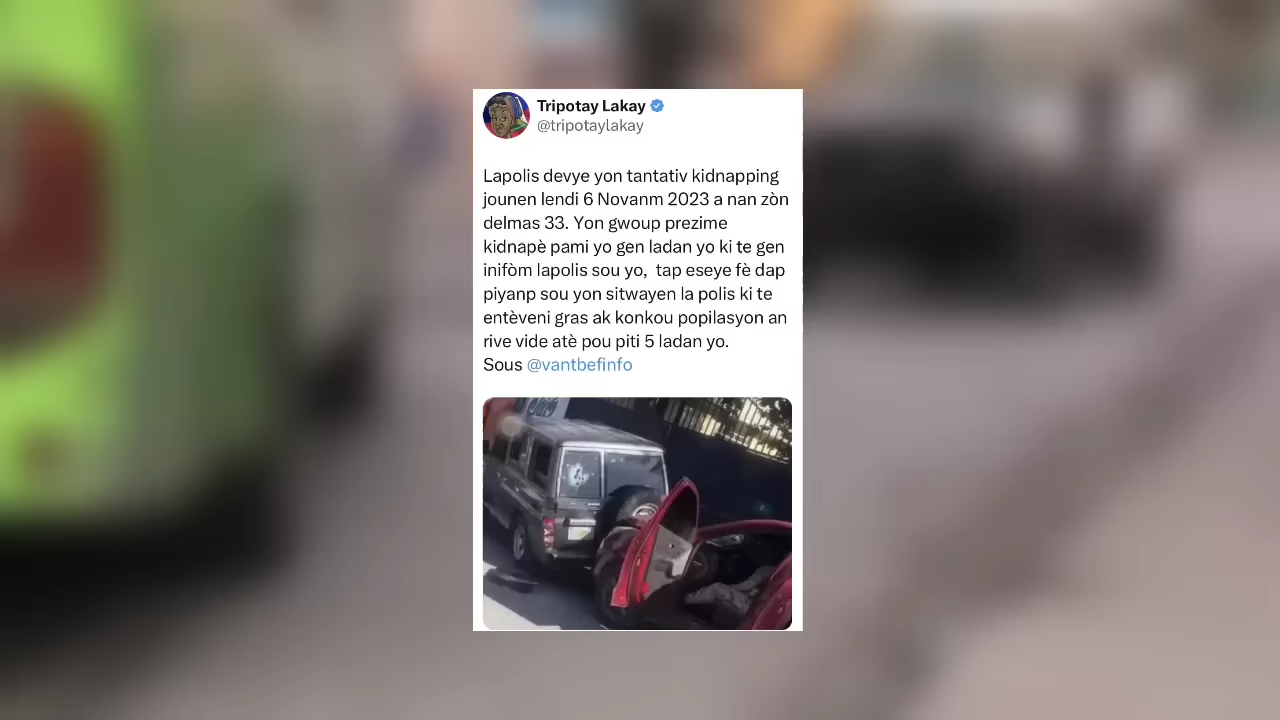 Tripotay Lakay
@tripotaylakay
Lapolis devye yon tantativ kidnapping
jounen lendi 6 Novanm 2023 a nan zòn
delmas 33. Yon gwoup prezime
kidnapè pami yo gen ladan yo ki te gen
inifòm lapolis sou yo, tap eseye fè dap
piyanp sou yon sitwayen la polis ki te
entèveni gras ak konkou popilasyon an
rive vide atè pou piti 5 ladan yo.
Sous @vantbefinfo